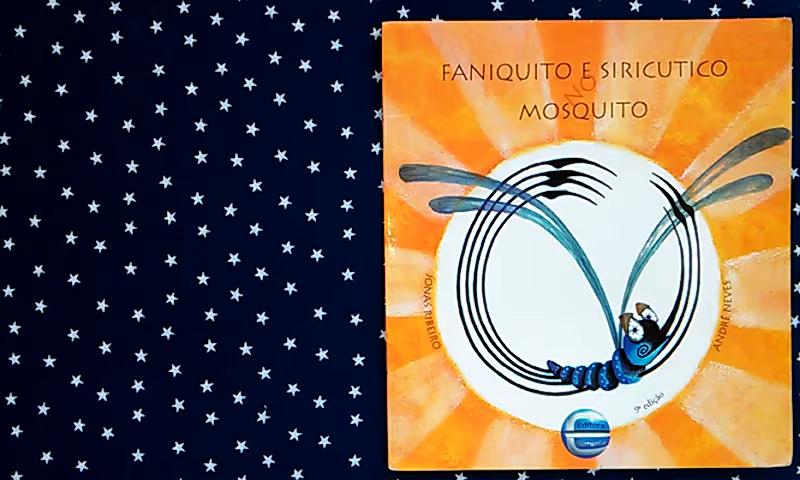 FANIQUITO E SIRICUTICO
NO
MOSQUITO
JONAS RIBEIRO
ANDRÉ NEVES
9ª edição
Editora